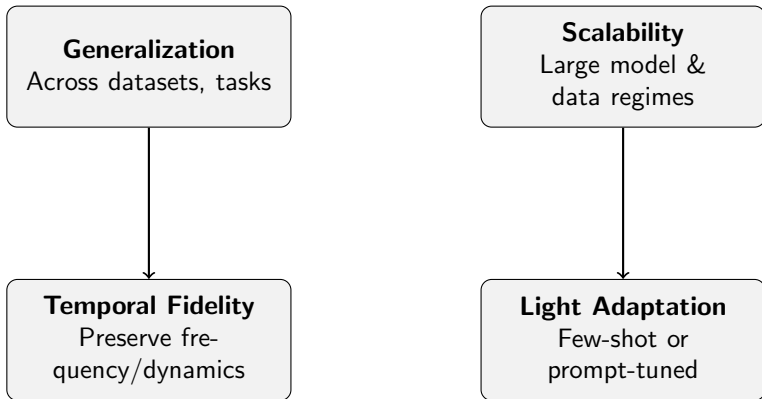 Generalization
Across datasets, tasks
Scalability
Large model &
data regimes
Temporal Fidelity
Preserve fre-
quency/dynamics
Light Adaptation
Few-shot or
prompt-tuned